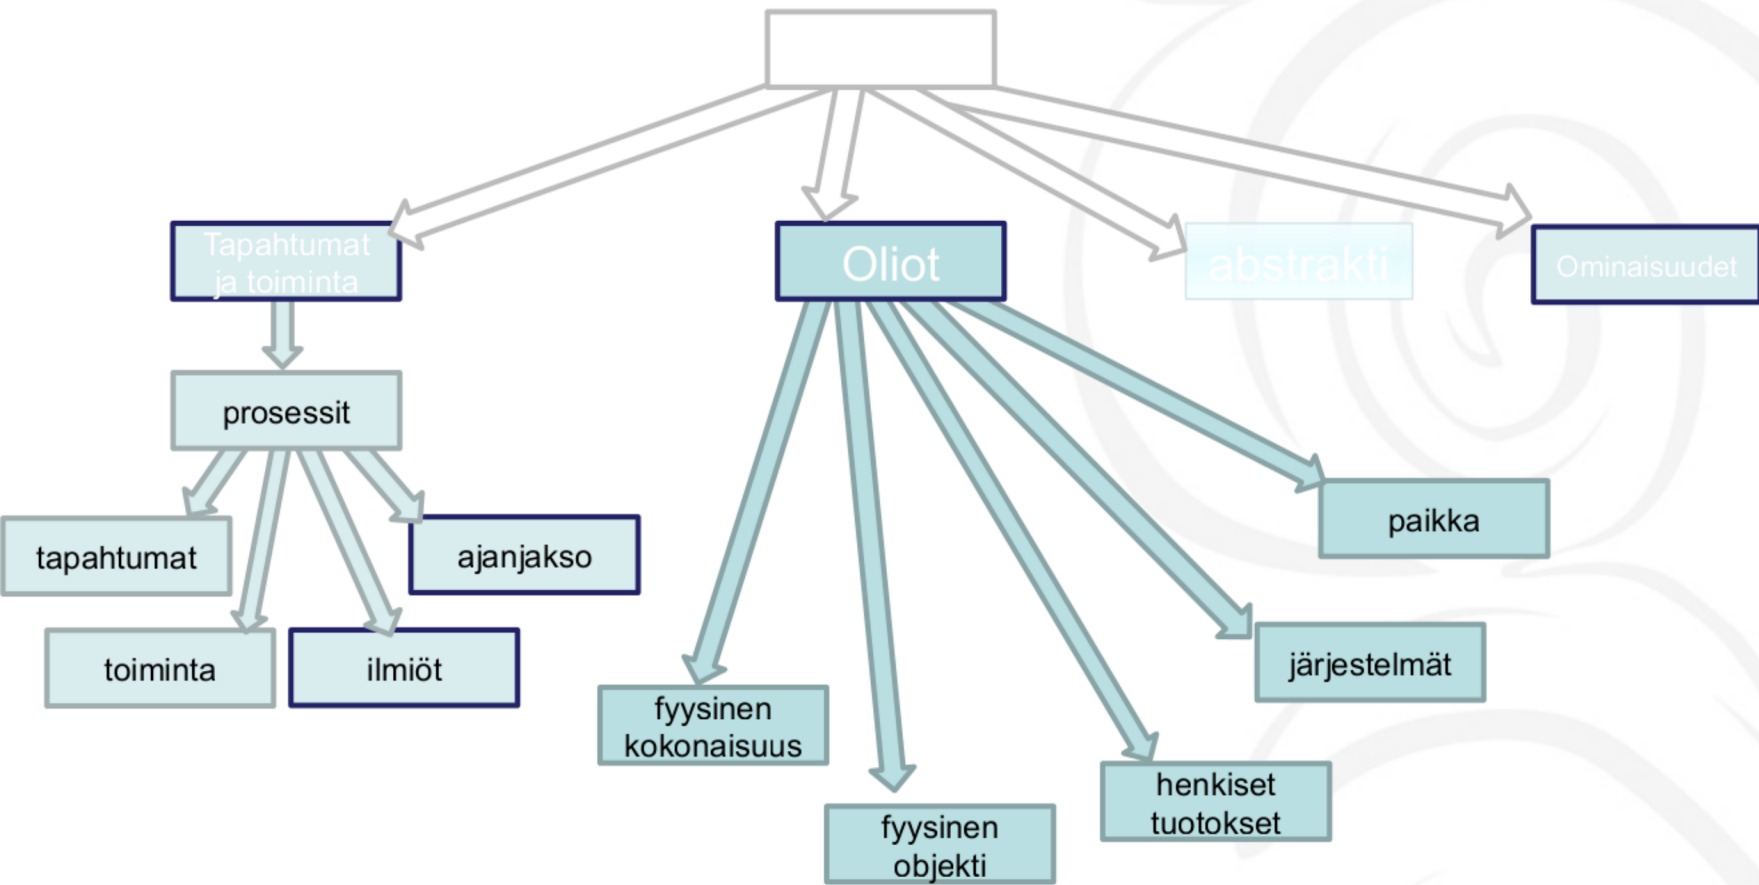 Tapahtumat
ja toiminta
Oliot
abstrakti
Ominaisuudet
prosessit
tapahtumat
ajanjakso
toiminta
ilmiöt
paikka
järjestelmät
fyysinen
kokonaisuus
henkiset
tuotokset
fyysinen
objekti